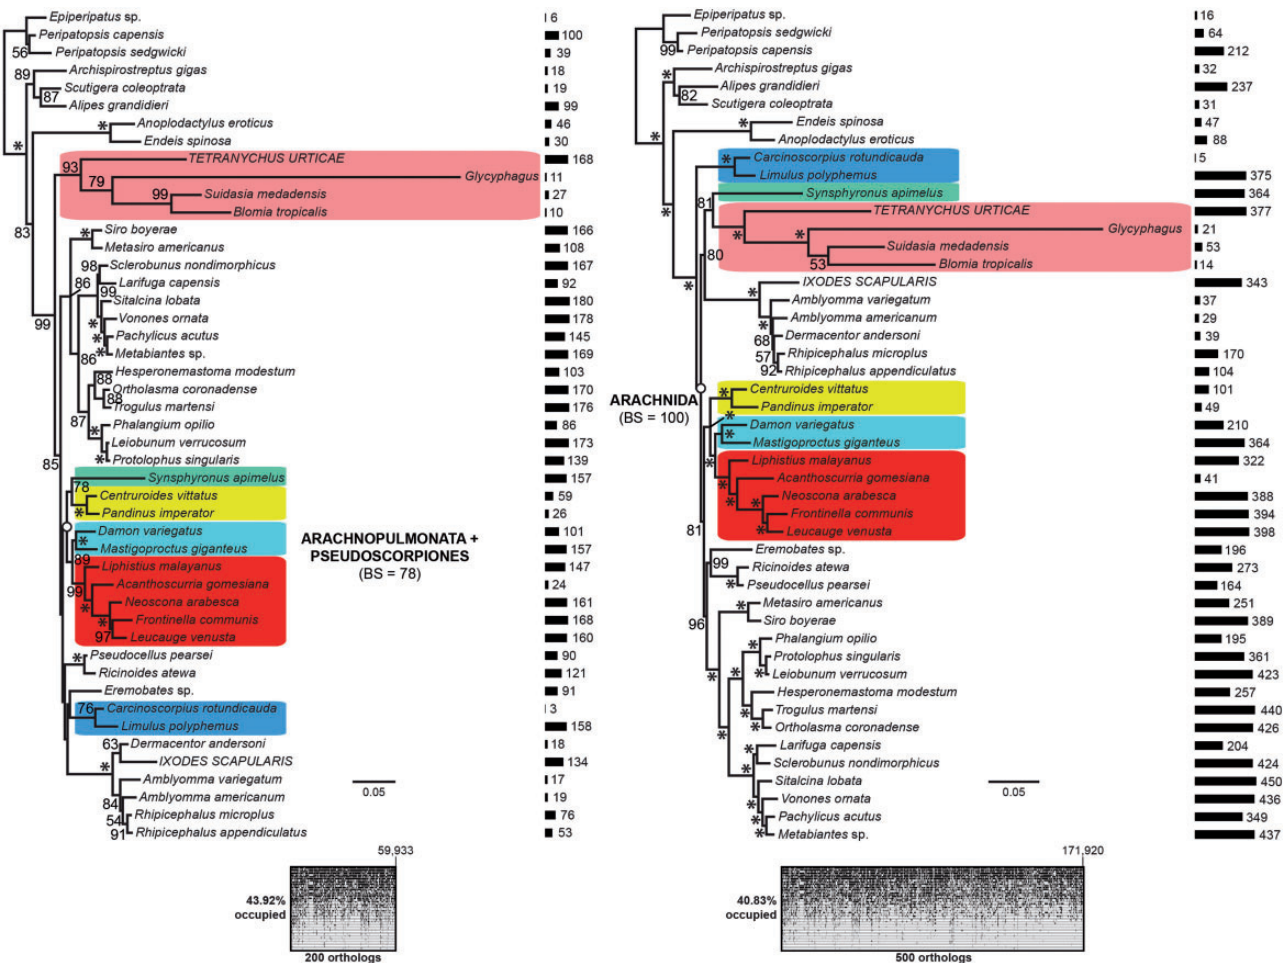 Epiperipatus sp.
6
Peripatopsis capensis
100
56
Peripatopsis sedgwicki
39
89
Archispirostreptus gigas
18
Scutigera coleoptrata
19
87
Alipes grandidieri
99
*
Anoplodactylus eroticus
46
*
Endeis spinosa
30
93
TETRANYCHUS URTICAE
168
79
Glycyphagus
11
99
Suidasia medadensis
27
Blomia tropicalis
10
83
*
Siro boyerae
166
Metasiro americanus
108
98
Sclerobunus nondimorphicus
167
86
99
Larifuga capensis
92
Sitalcina lobata
180
99
*
Vonones ornata
178
*
Pachylicus acutus
145
86
*
Metabiantes sp.
169
88
Hesperonemastoma modestum
103
88
Ortholasma coronadense
170
Trogulus martensi
176
87
*
Phalangium opilio
86
Leiobunum verrucosum
173
*
Protolophus singularis
139
85
78
Synsphyronus apimelus
157
Centruroides vittatus
59
*
Pandinus imperator
26
Damon variegatus
101
*
Mastigoproctus giganteus
157
ARACHNOPULMONATA +
PSEUDOSCORPIONES
(BS = 78)
89
Liphistius malayanus
147
99
Acanthoscurria gomesiana
24
*
Neoscona arabesca
161
*
Frontinella communis
168
97
Leucauge venusta
160
*
Pseudocellus pearsei
90
Ricinoides atewa
121
Eremobates sp.
91
76
Carcinoscorpius rotundicauda
3
Limulus polyphemus
158
63
Dermacentor andersoni
18
*
IXODES SCAPULARIS
134
Amblyomma variegatum
17
84
Amblyomma americanum
19
54
Rhipicephalus microplus
76
91
Rhipicephalus appendiculatus
53
0.05
59,933
43.92%
occupied
200 orthologs
Epiperipatus sp.
16
Peripatopsis sedgwicki
64
99
Peripatopsis capensis
212
*
Archispirostreptus gigas
32
Alipes grandidieri
237
82
Scutigera coleoptrata
31
*
Endeis spinosa
47
*
Anoplodactylus eroticus
88
*
Carcinoscorpius rotundicauda
5
Limulus polyphemus
375
81
Synsphyronus apimelus
364
*
TETRANYCHUS URTICAE
377
*
*
Glycyphagus
21
Suidasia medadensis
53
80
53
Blomia tropicalis
14
*
*
IXODES SCAPULARIS
343
Amblyomma variegatum
37
*
Amblyomma americanum
29
68
Dermacentor andersoni
39
57
Rhipicephalus microplus
170
92
Rhipicephalus appendiculatus
104
ARACHNIDA
(BS = 100)
*
Centruroides vittatus
101
Pandinus imperator
49
*
Damon variegatus
210
*
Mastigoproctus giganteus
364
*
*
Liphistius malayanus
322
*
Acanthoscurria gomesiana
41
*
*
Neoscona arabesca
388
Frontinella communis
394
*
Leucauge venusta
398
81
Eremobates sp.
196
99
Ricinoides atewa
273
Pseudocellus pearsei
164
96
*
Metasiro americanus
251
Siro boyerae
389
*
Phalangium opilio
195
Protolophus singularis
361
*
Leiobunum verrucosum
423
*
*
Hesperonemastoma modestum
257
*
Trogulus martensi
440
*
Ortholasma coronadense
426
*
Larifuga capensis
204
*
Sclerobunus nondimorphicus
424
Sitalcina lobata
450
*
Vonones ornata
436
*
Pachylicus acutus
349
*
Metabiantes sp.
437
0.05
171,920
40.83%
occupied
500 orthologs